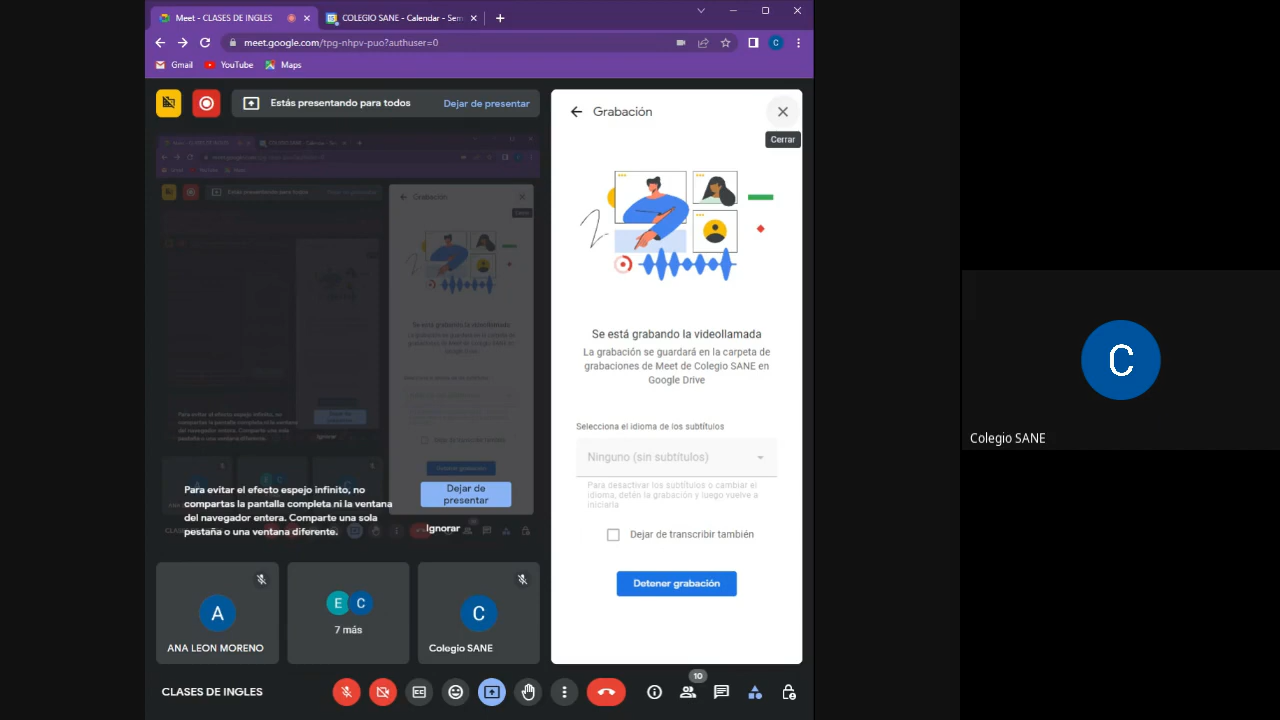 Meet - CLASES DE INGLES
COLEGIO SANE - Calendar - Sem
meet.google.com/tpg-nhpv-puo?authuser=0
C
Gmail
YouTube
Maps
Estás presentando para todos
Dejar de presentar
Grabación
Cerrar
Se está grabando la videollamada
La grabación se guardará en la carpeta de
grabaciones de Meet de Colegio SANE en
Google Drive
Selecciona el idioma de los subtítulos
Ninguno (sin subtítulos)
Para desactivar los subtítulos o cambiar el
idioma, detén la grabación y luego vuelve a
iniciarla
Dejar de transcribir también
Detener grabación
Para evitar el efecto espejo infinito, no
compartas la pantalla completa ni la ventana
del navegador entera. Comparte una sola
pestaña o una ventana diferente.
Dejar de
presentar
Ignorar
A
ANA LEON MORENO
E
C
7 más
C
Colegio SANE
CLASES DE INGLES
10
C
Colegio SANE